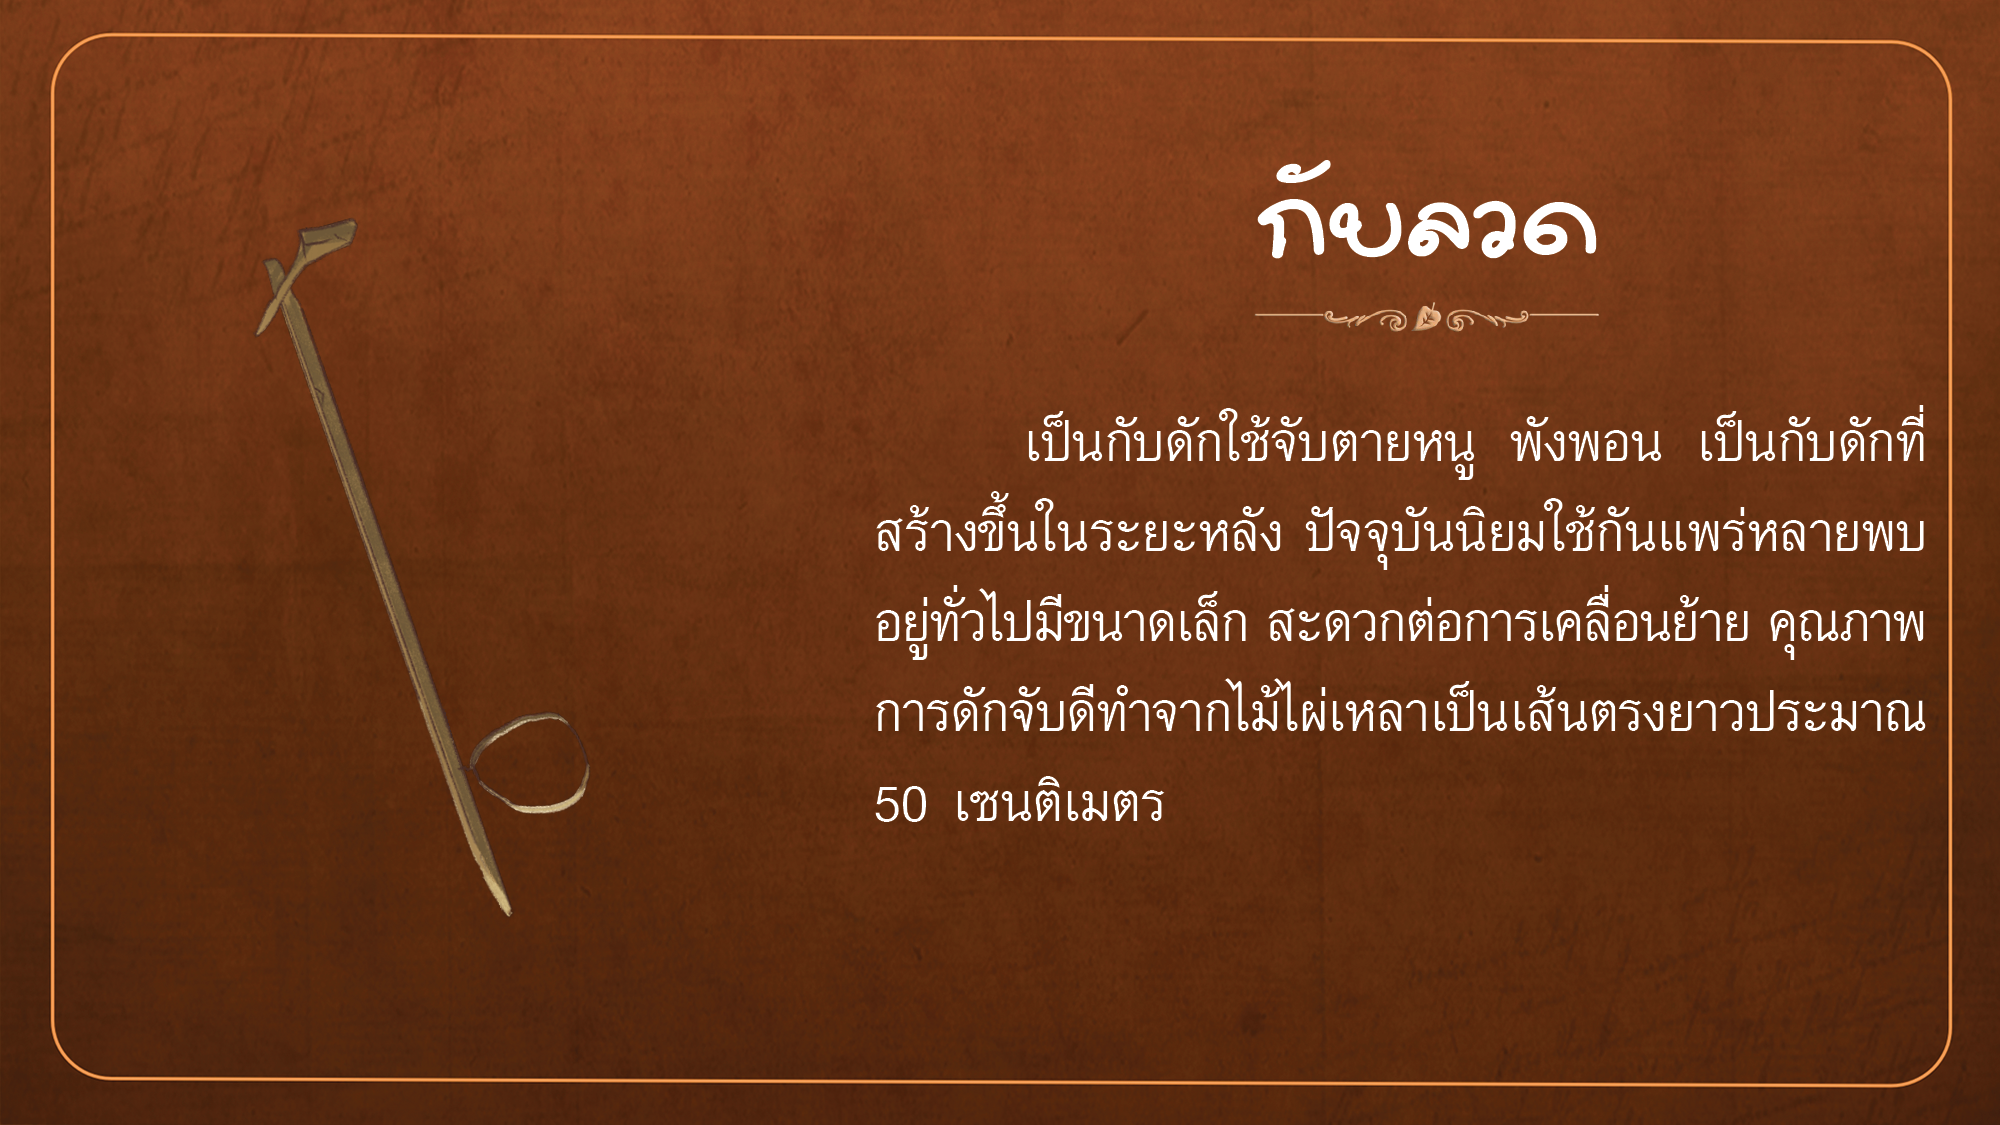 กับลวด
เป็นกับดักใช้จับตายหนู พังพอน เป็นกับดักที่
สร้างขึ้นในระยะหลัง ปัจจุบันนิยมใช้กันแพร่หลายพบ
อยู่ทั่วไปมีขนาดเล็ก สะดวกต่อการเคลื่อนย้าย คุณภาพ
การดักจับดีทำจากไม้ไผ่เหลาเป็นเส้นตรงยาวประมาณ
50 เซนติเมตร